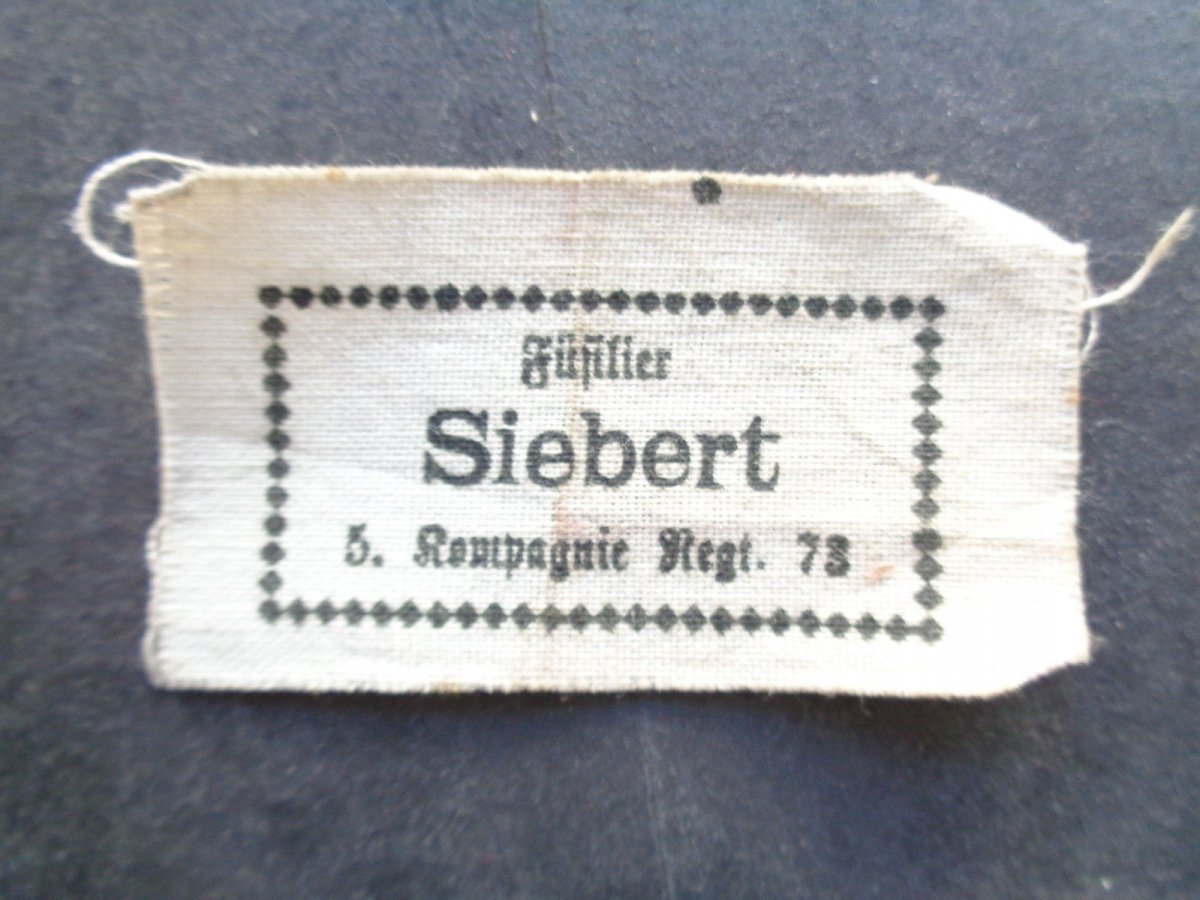 Füſilier
Siebert
5. Kompagnie Regt. 73